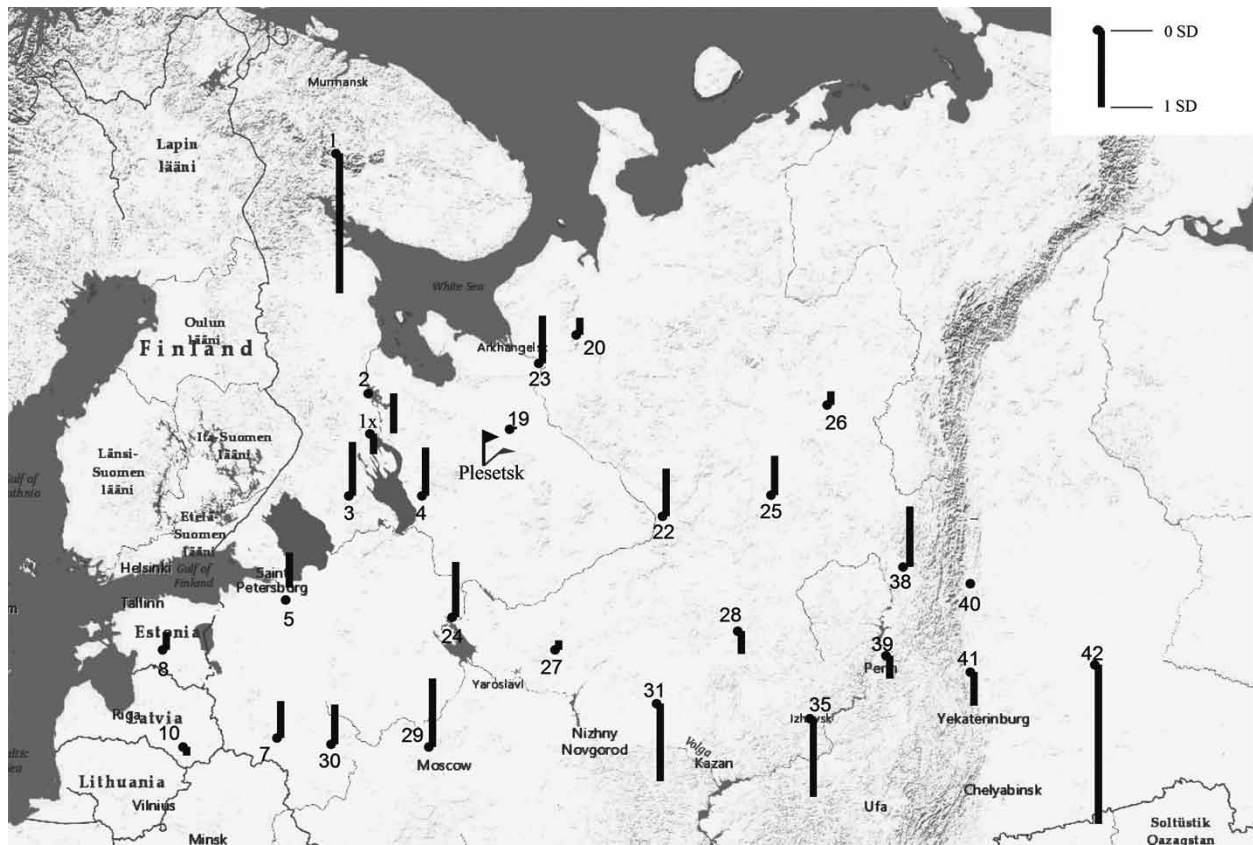 0 SD
1 SD
Murmansk
1
Lapin
lääni
White Sea
Oulun
lääni
Finland
Arkhangelsk
20
23
2
1x
19
26
Länsi-
Suomen
lääni
Itä-Suomen
lääni
Plesetsk
Gulf of
3
4
22
25
Etelä-
Suomen
lääni
Helsinki
Gulf of
Finland
Saint
Petersburg
38
40
Tallinn
5
24
28
Estonia
8
27
39
Perm
41
42
Yaroslavl
31
35
Riga
Latvia
10
7
30
29
Moscow
Nizhny
Novgorod
Volga
Kazan
Izhevsk
Yekaterinburg
Lithuania
Vilnius
Minsk
Ufa
Chelyabinsk
Soltüstik
Qazaqstan